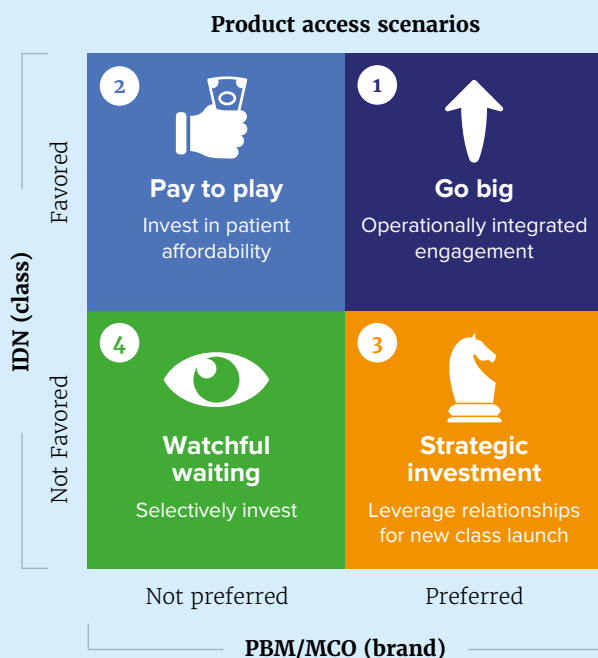 Product access scenarios
2
Pay to play
Invest in patient
affordability
1
Go big
Operationally integrated
engagement
4
Watchful
waiting
Selectively invest
3
Strategic
investment
Leverage relationships
for new class launch
IDN (class)
Favored
Not Favored
Not preferred
Preferred
PBM/MCO (brand)